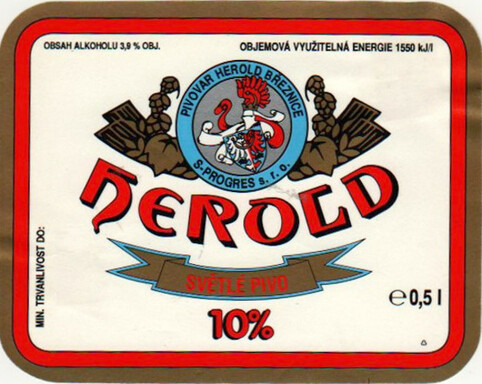 OBSAH ALKOHOLU 3,9 % OBJ.
OBJEMOVÁ VYUŽITELNÁ ENERGIE 1550 kJ/l
PIVOVAR HEROLD BŘEZNICE
S-PROGRES s. r. o.
HEROLD
SVĚTLÉ PIVO
10%
MIN. TRVANLIVOST DO:
℮ 0,5 l